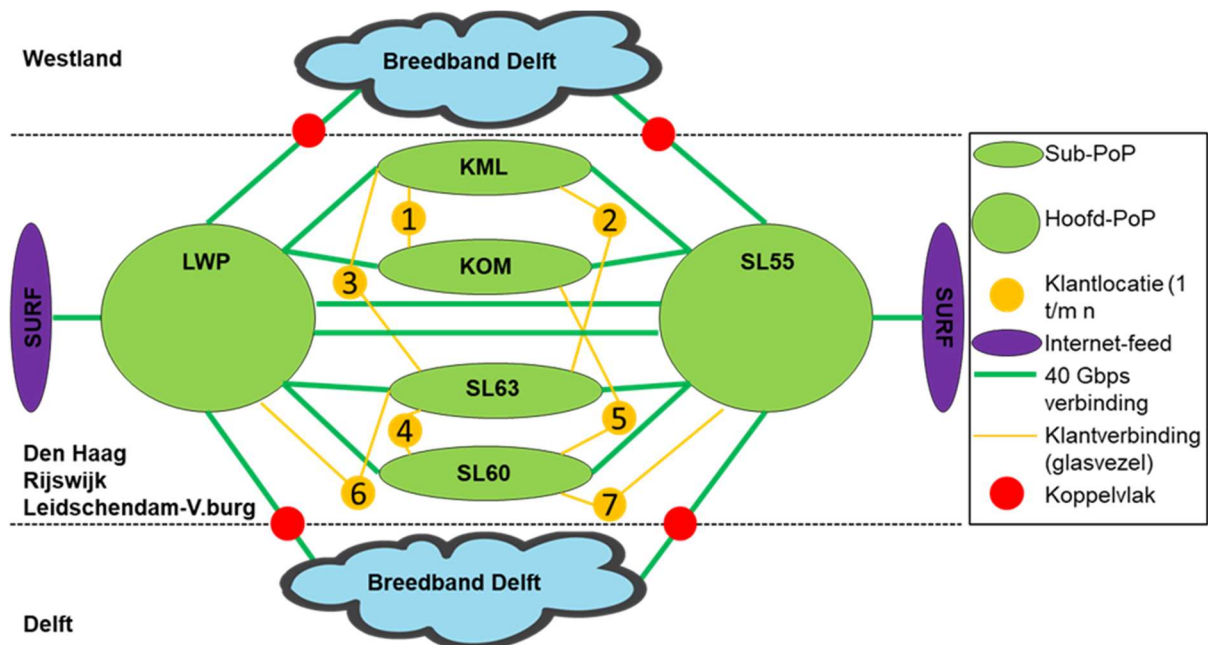 Westland
Breedband Delft
KML
Sub-PoP
1
2
Hoofd-PoP
LWP
KOM
SL55
3
Klantlocatie (1
t/m n
SURF
SURF
Internet-feed
SL63
40 Gbps
verbinding
4
5
Klantverbinding
(glasvezel)
Den Haag
Rijswijk
Leidschendam-V.burg
SL60
6
7
Koppelvlak
Breedband Delft
Delft